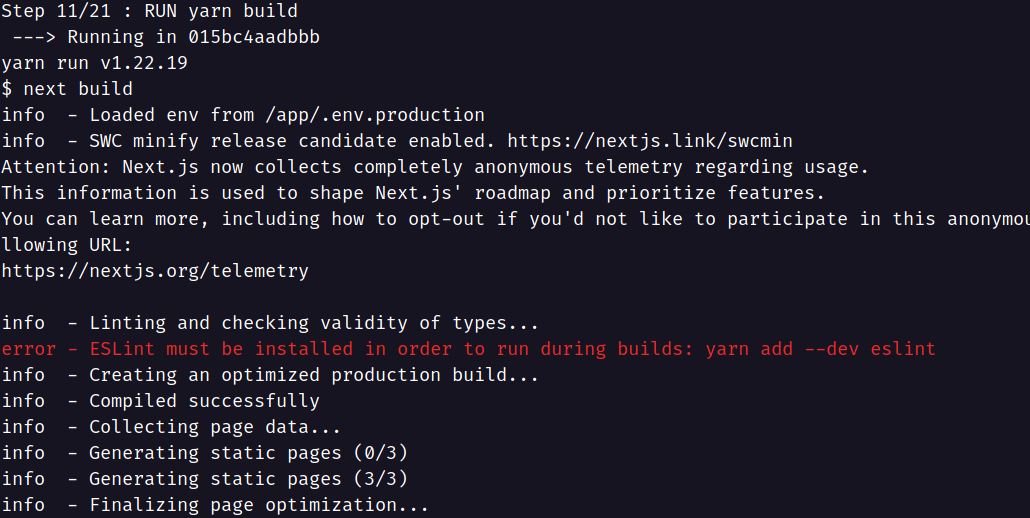 Step 11/21 : RUN yarn build
 ---> Running in 015bc4aadbbb
yarn run v1.22.19
$ next build
info  - Loaded env from /app/.env.production
info  - SWC minify release candidate enabled. https://nextjs.link/swcmin
Attention: Next.js now collects completely anonymous telemetry regarding usage.
This information is used to shape Next.js' roadmap and prioritize features.
You can learn more, including how to opt-out if you'd not like to participate in this anonymou
llowing URL:
https://nextjs.org/telemetry
info  - Linting and checking validity of types...
error - ESLint must be installed in order to run during builds: yarn add --dev eslint
info  - Creating an optimized production build...
info  - Compiled successfully
info  - Collecting page data...
info  - Generating static pages (0/3)
info  - Generating static pages (3/3)
info  - Finalizing page optimization...